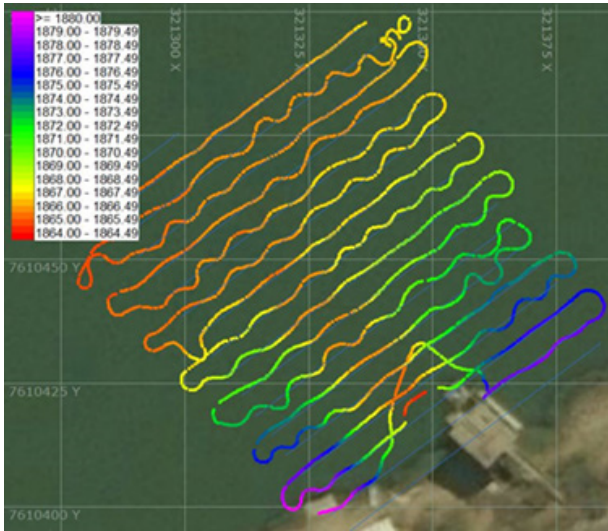 >= 1880.00
1879.00 - 1879.49
1878.00 - 1878.49
1877.00 - 1877.49
1876.00 - 1876.49
1875.00 - 1875.49
1874.00 - 1874.49
1873.00 - 1873.49
1872.00 - 1872.49
1871.00 - 1871.49
1870.00 - 1870.49
1869.00 - 1869.49
1868.00 - 1868.49
1867.00 - 1867.49
1866.00 - 1866.49
1865.00 - 1865.49
1864.00 - 1864.49
321300 X
321325
321375 X
7610450
7610425 Y
7610400 Y